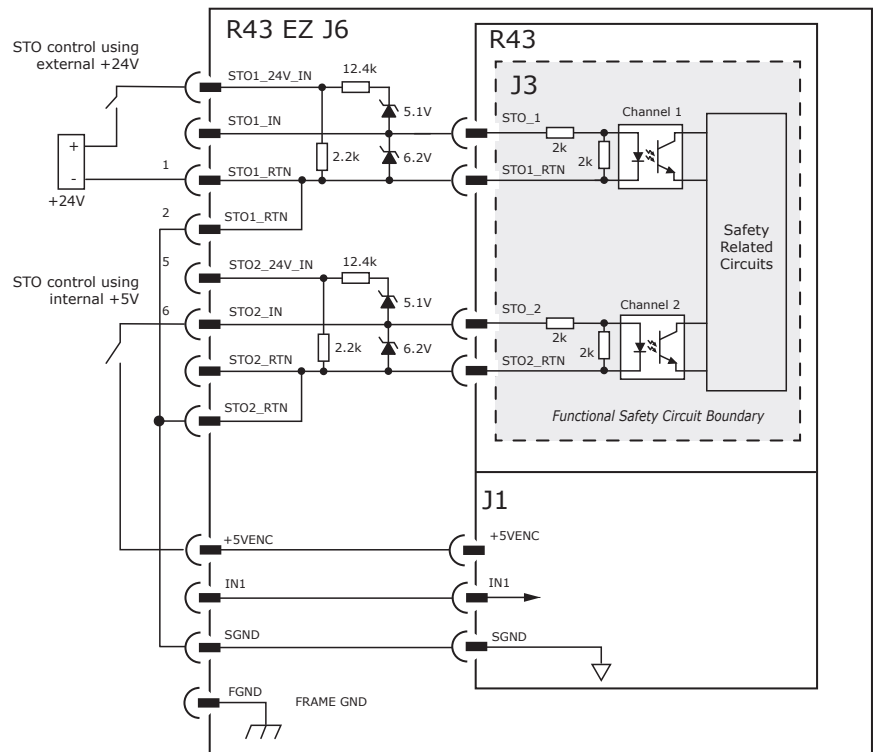 R43 EZ J6
STO control using
external +24V
STO1_24V_IN
12.4k
5.1V
STO1_IN
2.2k
6.2V
1
STO1_RTN
+
-
+24V
2
STO1_RTN
5
STO2_24V_IN
12.4k
STO control using
internal +5V
5.1V
6
STO2_IN
2.2k
6.2V
STO2_RTN
STO2_RTN
+5VENC
IN1
SGND
FGND
FRAME GND
R43
J3
STO_1
Channel 1
2k
2k
STO1_RTN
Safety
Related
Circuits
STO_2
Channel 2
2k
2k
STO2_RTN
Functional Safety Circuit Boundary
J1
+5VENC
IN1
SGND